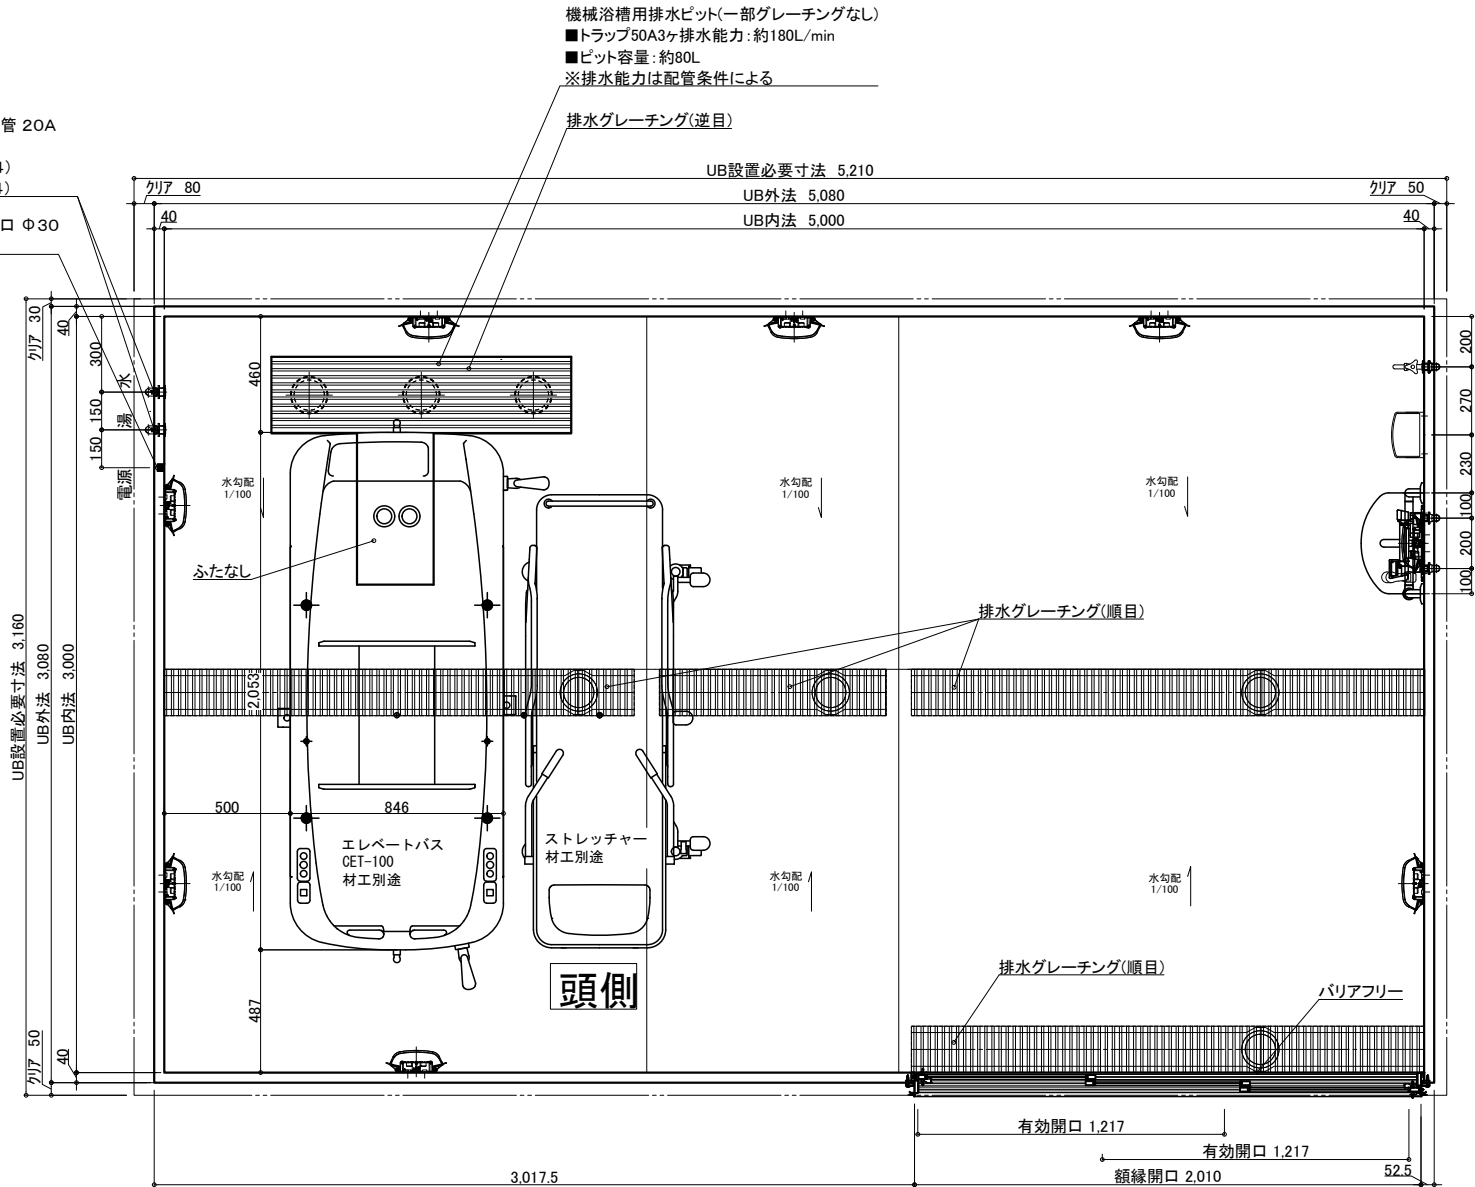 機械浴槽用排水ピット(一部グレーチングなし)
■トラップ50A3ヶ排水能力:約180L/min
■ピット容量:約80L
※排水能力は配管条件による
管 20A
排水グレーチング(逆目)
口 Φ30
UB設置必要寸法 5,210
クリア 80
クリア 50
UB外法 5,080
40
UB内法 5,000
40
クリア 30
40
300
水
150
湯
150
電源
460
200
270
230
100
200
100
水勾配
1/100
水勾配
1/100
水勾配
1/100
ふたなし
排水グレーチング(順目)
UB設置必要寸法 3,160
UB外法 3,080
UB内法 3,000
=2,053
500
846
エレベートバス
CET-100
材工別途
ストレッチャー
材工別途
水勾配
1/100
水勾配
1/100
水勾配
1/100
頭側
487
排水グレーチング(順目)
バリアフリー
クリア 50
40
有効開口 1,217
有効開口 1,217
3,017.5
額縁開口 2,010
52.5